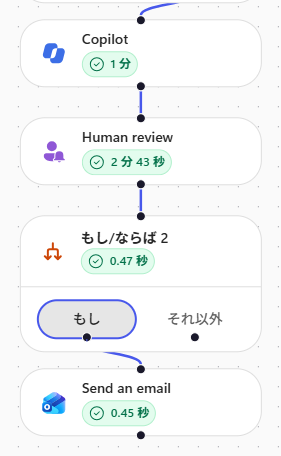 Copilot
1 分
Human review
2 分 43 秒
もし/ならば 2
0.47 秒
もし それ以外
Send an email
0.45 秒